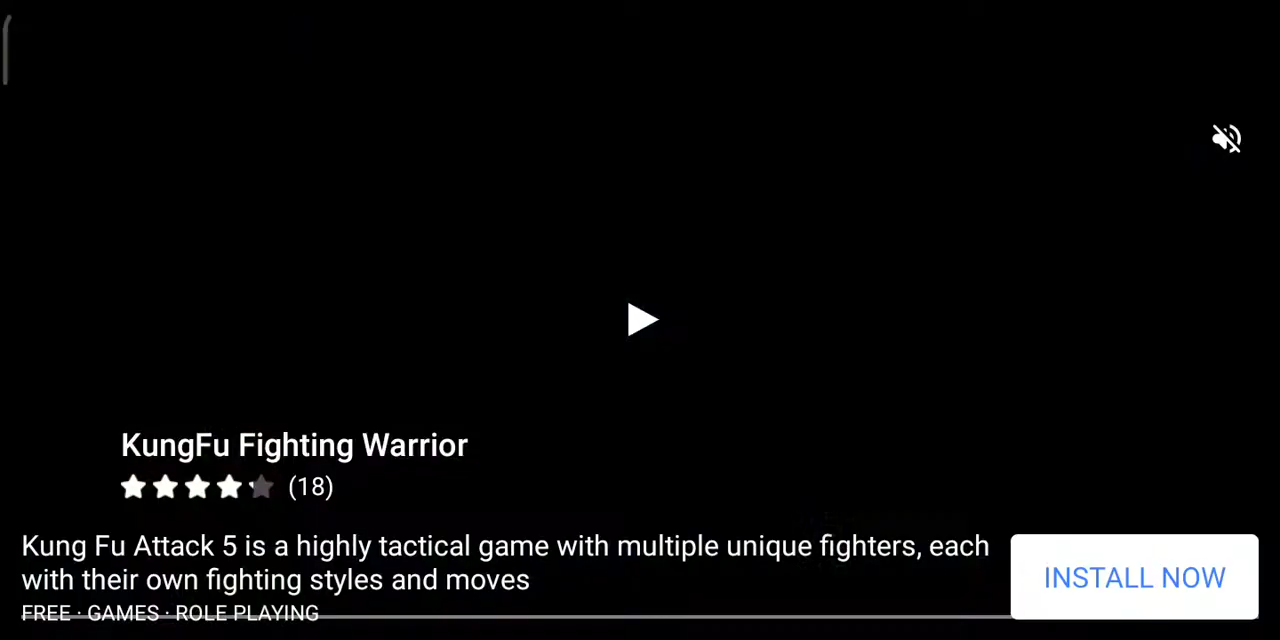 KungFu Fighting Warrior
(18)
Kung Fu Attack 5 is a highly tactical game with multiple unique fighters, each
with their own fighting styles and moves
INSTALL NOW
FREE · GAMES · ROLE PLAYING